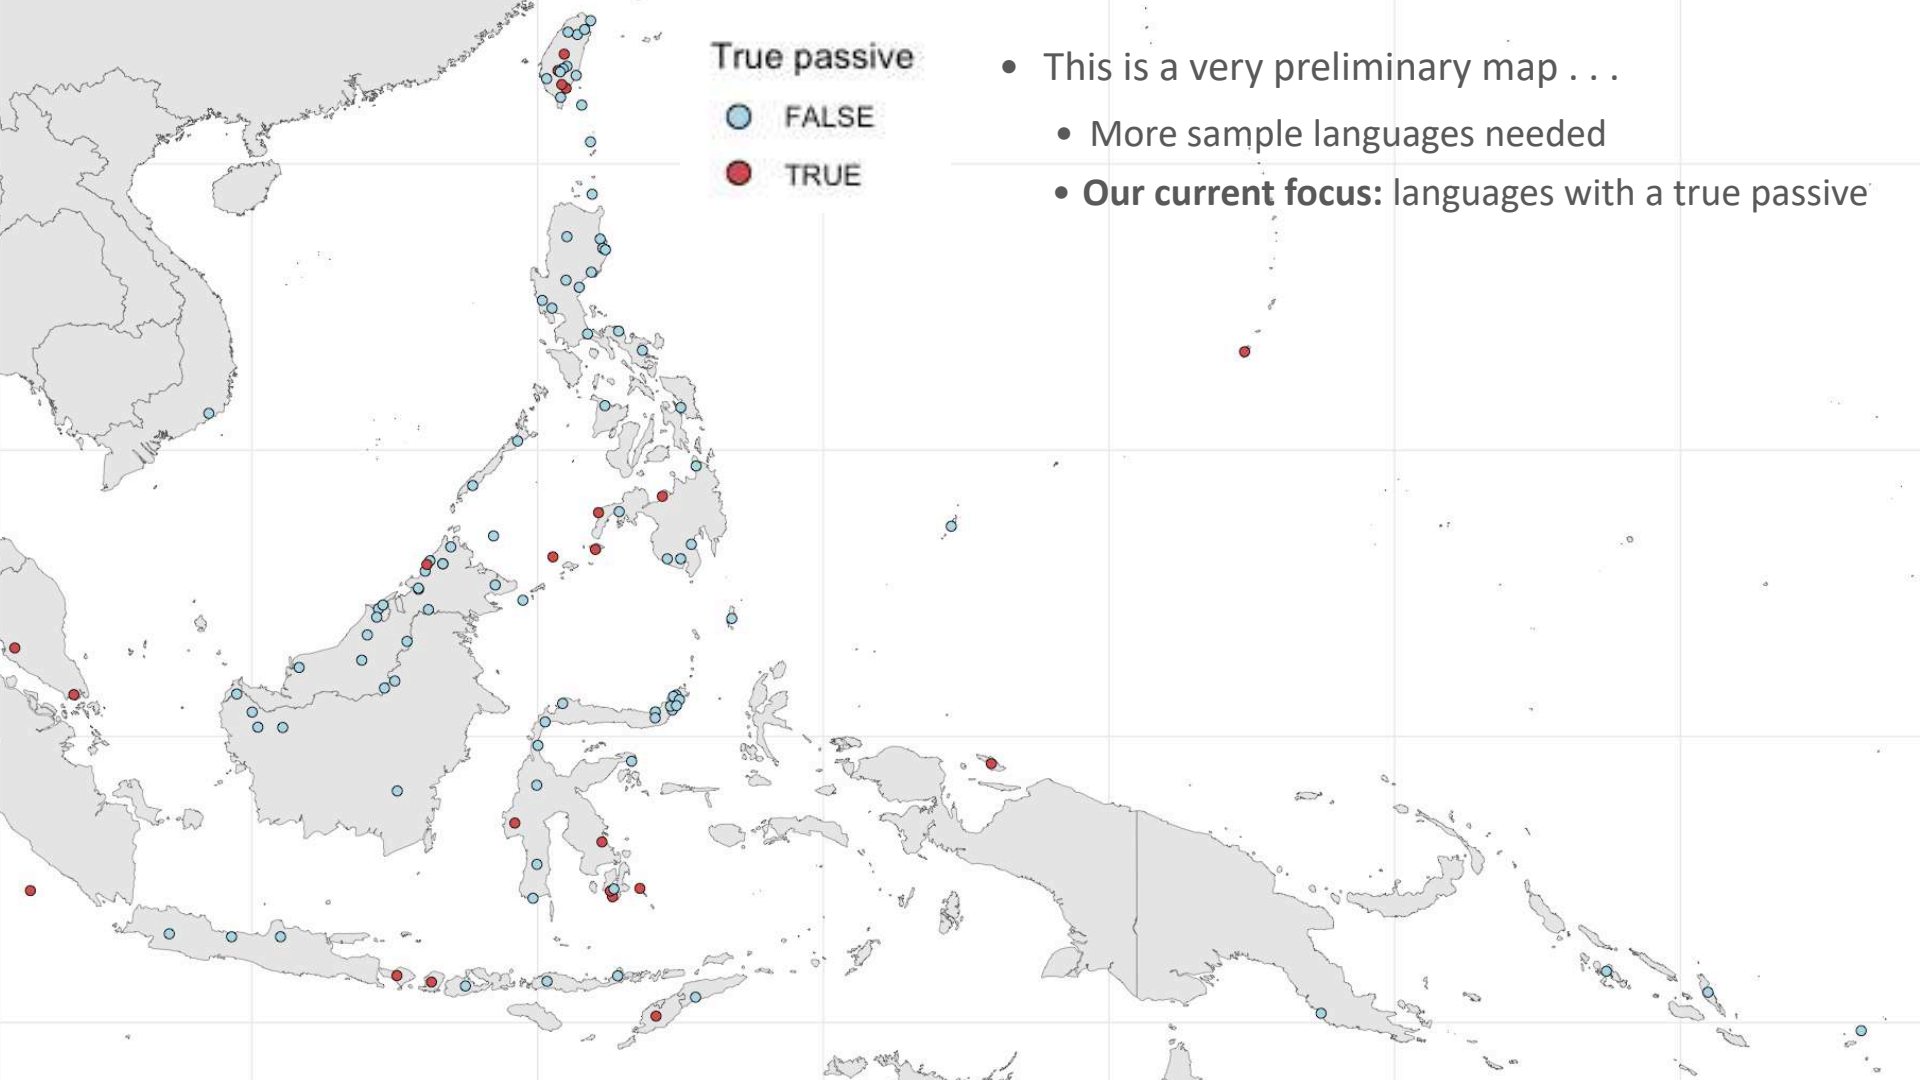 True passive
FALSE
TRUE
• This is a very preliminary map . . .
• More sample languages needed
• Our current focus: languages with a true passive